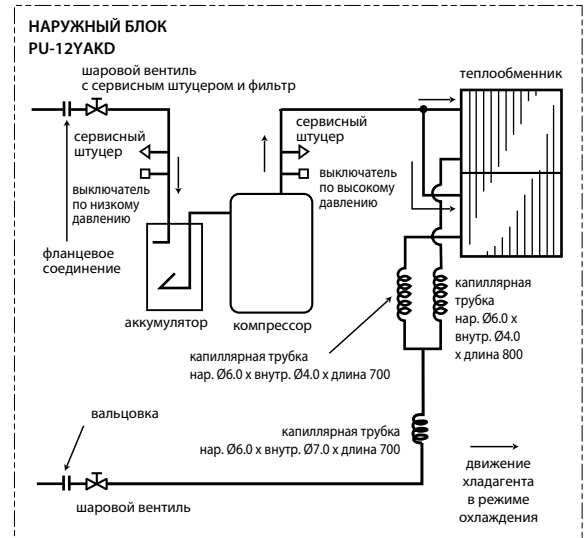 НАРУЖНЫЙ БЛОК
PU-12YAKD
шаровой вентиль
с сервисным штуцером и фильтр
сервисный
штуцер
выключатель
по низкому
давлению
фланцевое
соединение
аккумулятор
компрессор
сервисный
штуцер
выключатель
по высокому
давлению
теплообменник
капиллярная
трубка
нар. Ø6.0 x
внутр. Ø4.0
x длина 800
капиллярная трубка
нар. Ø6.0 x внутр. Ø4.0 x длина 700
капиллярная трубка
нар. Ø6.0 x внутр. Ø7.0 x длина 700
вальцовка
шаровой вентиль
движение
хладагента
в режиме
охлаждения